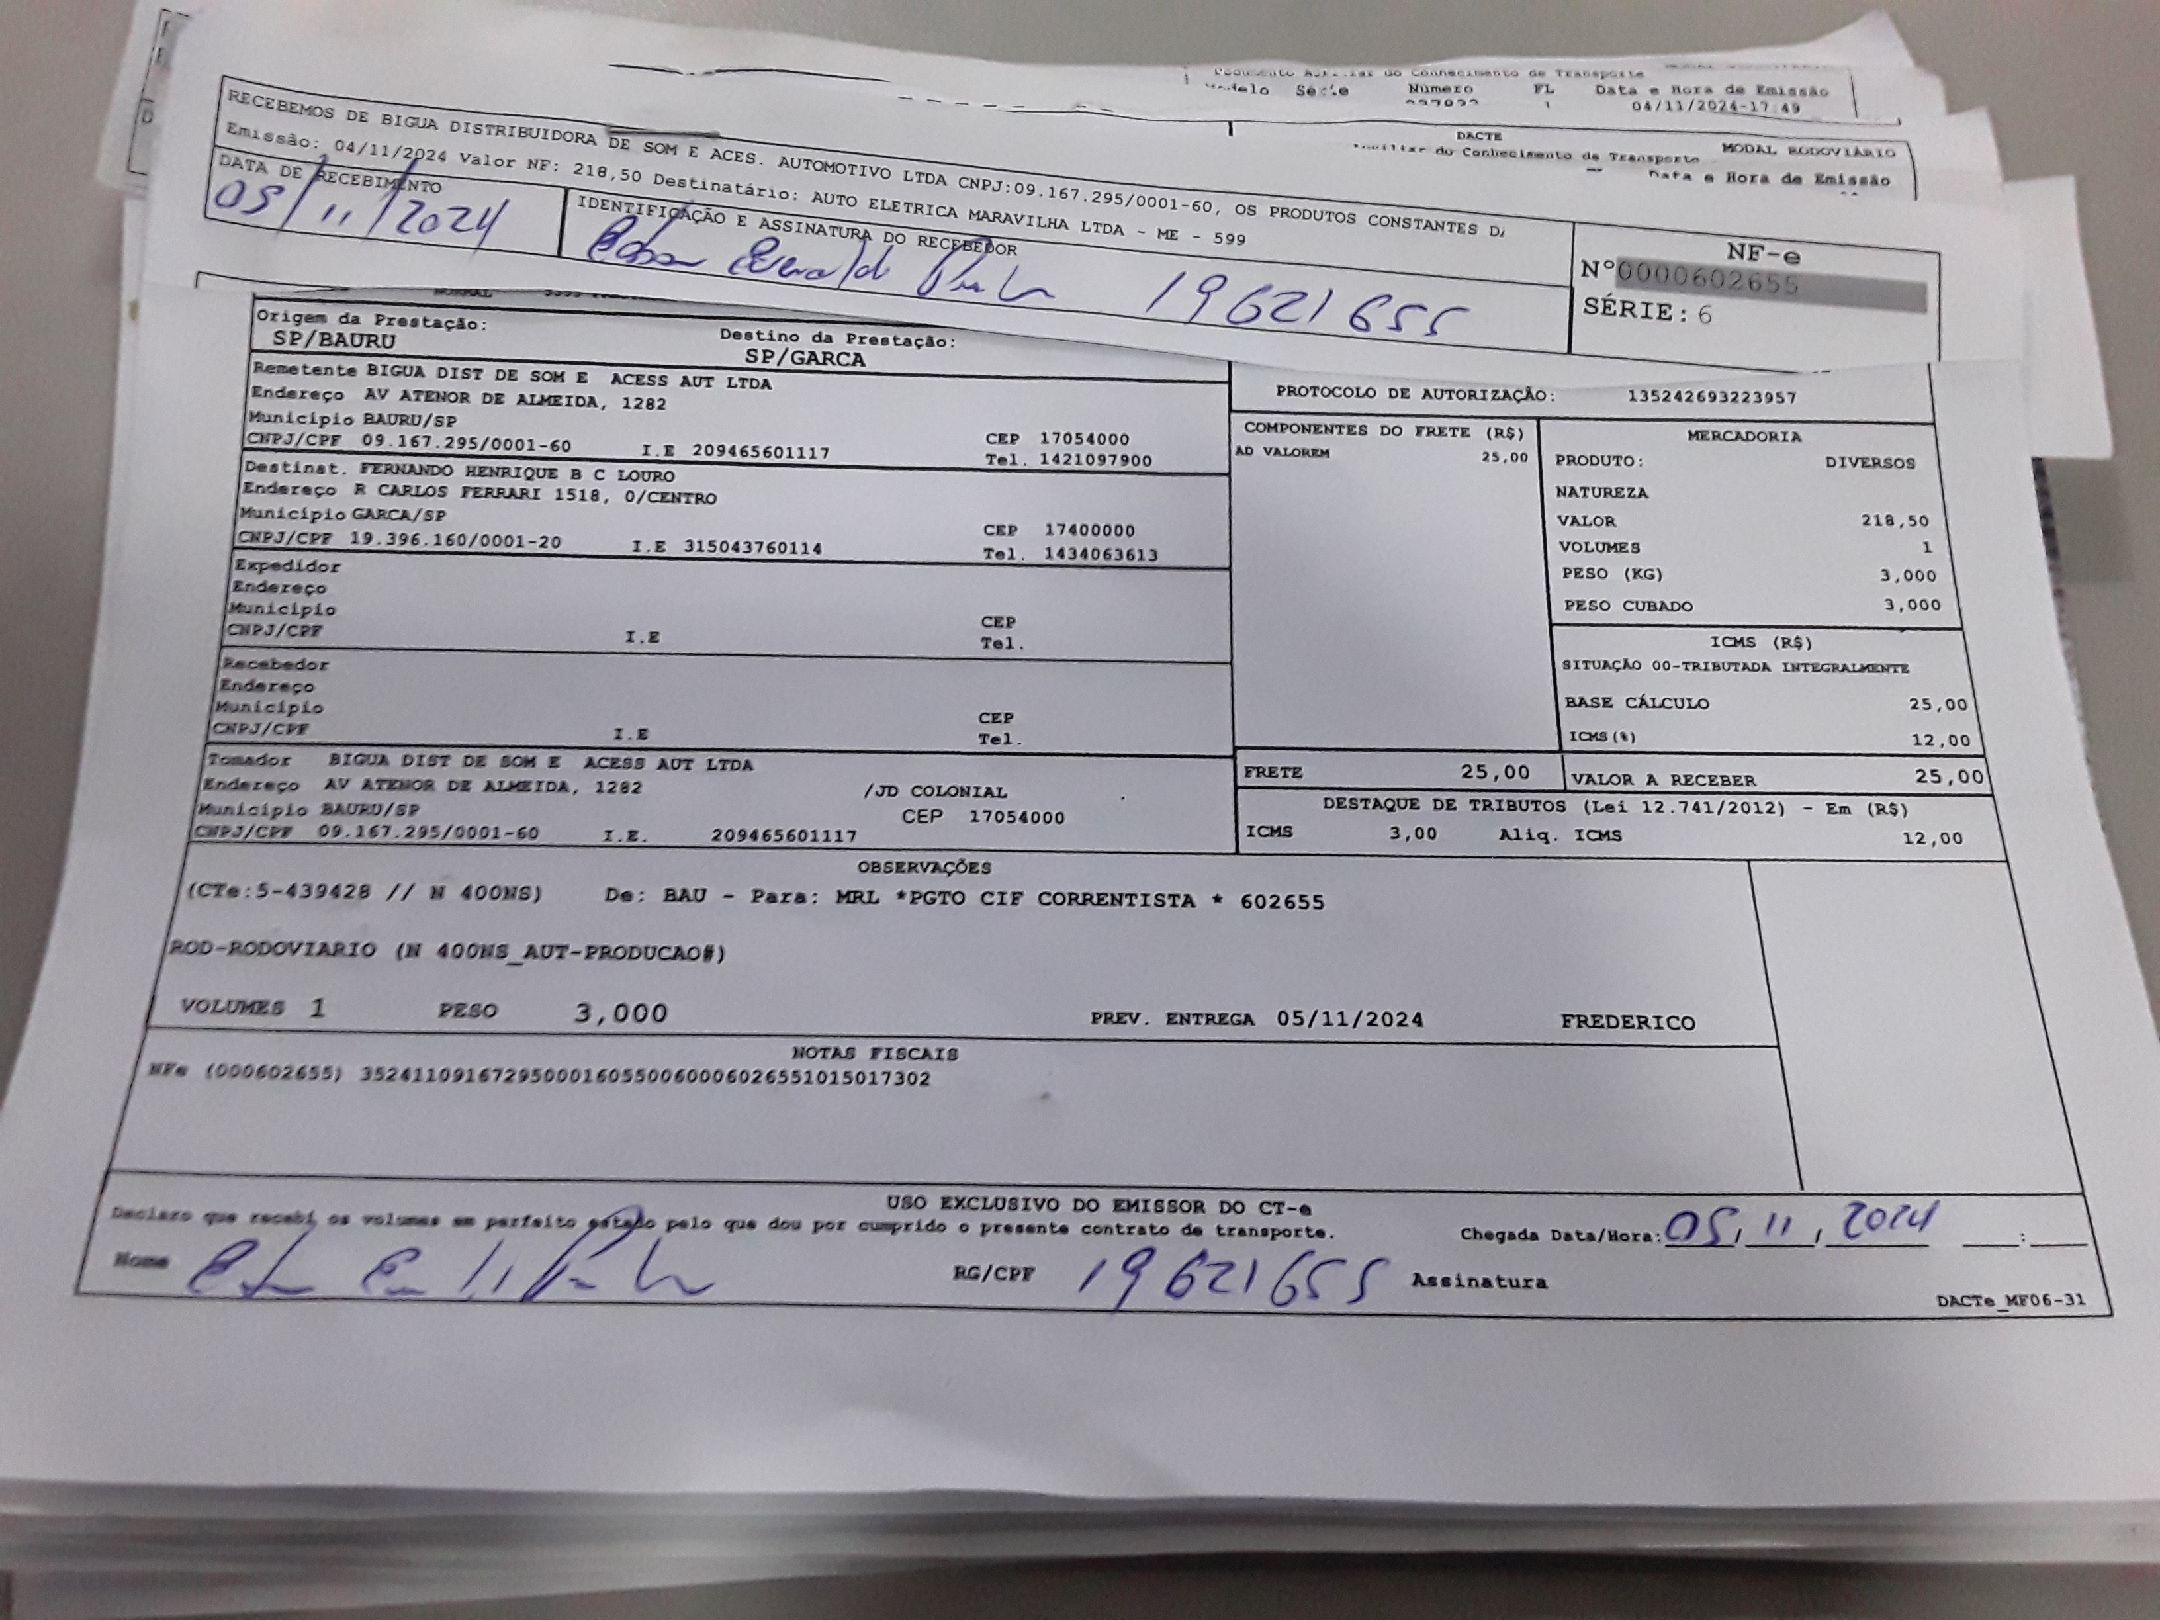 Documento Auxiliar do Conhecimento de Transporte
Modelo Série Número FL Data e Hora de Emissão
1 04/11/2024-17:49
DACTE MODAL RODOVIÁRIO
Auxiliar do Conhecimento de Transporte
Data e Hora de Emissão
RECEBEMOS DE BIGUA DISTRIBUIDORA DE SOM E ACES. AUTOMOTIVO LTDA CNPJ:09.167.295/0001-60, OS PRODUTOS CONSTANTES DA
Emissão: 04/11/2024 Valor NF: 218,50 Destinatário: AUTO ELETRICA MARAVILHA LTDA - ME - 599
DATA DE RECEBIMENTO
05/11/2024
IDENTIFICAÇÃO E ASSINATURA DO RECEBEDOR
19621655
NF-e
Nº0000602655
SÉRIE: 6
NORMAL
Origem da Prestação:
SP/BAURU
Destino da Prestação:
SP/GARCA
Remetente BIGUA DIST DE SOM E ACESS AUT LTDA
Endereço AV ATENOR DE ALMEIDA, 1282
Município BAURU/SP CEP 17054000
CNPJ/CPF 09.167.295/0001-60 I.E 209465601117 Tel. 1421097900
Destinat. FERNANDO HENRIQUE B C LOURO
Endereço R CARLOS FERRARI 1518, 0/CENTRO
Município GARCA/SP CEP 17400000
CNPJ/CPF 19.396.160/0001-20 I.E 315043760114 Tel. 1434063613
Expedidor
Endereço
Município CEP
CNPJ/CPF I.E Tel.
Recebedor
Endereço
Município CEP
CNPJ/CPF I.E Tel.
Tomador BIGUA DIST DE SOM E ACESS AUT LTDA
Endereço AV ATENOR DE ALMEIDA, 1282 /JD COLONIAL
Município BAURU/SP CEP 17054000
CNPJ/CPF 09.167.295/0001-60 I.E. 209465601117
PROTOCOLO DE AUTORIZAÇÃO: 135242693223957
COMPONENTES DO FRETE (R$)
AD VALOREM 25,00
MERCADORIA
PRODUTO: DIVERSOS
NATUREZA
VALOR 218,50
VOLUMES 1
PESO (KG) 3,000
PESO CUBADO 3,000
ICMS (R$)
SITUAÇÃO 00-TRIBUTADA INTEGRALMENTE
BASE CÁLCULO 25,00
ICMS(%) 12,00
FRETE 25,00 VALOR A RECEBER 25,00
DESTAQUE DE TRIBUTOS (Lei 12.741/2012) - Em (R$)
ICMS 3,00 Aliq. ICMS 12,00
OBSERVAÇÕES
(CTe:5-439428 // N 400NS) De: BAU - Para: MRL *PGTO CIF CORRENTISTA * 602655
ROD-RODOVIARIO (N 400NS_AUT-PRODUCAO#)
VOLUMES 1 PESO 3,000 PREV. ENTREGA 05/11/2024 FREDERICO
NOTAS FISCAIS
NFe (000602655) 35241109167295000160550060006026551015017302
USO EXCLUSIVO DO EMISSOR DO CT-e
Declaro que recebi os volumes em perfeito estado pelo que dou por cumprido o presente contrato de transporte.
Chegada Data/Hora: 05/11/2024 :
Nome RG/CPF 19621655 Assinatura
DACTe_MF06-31